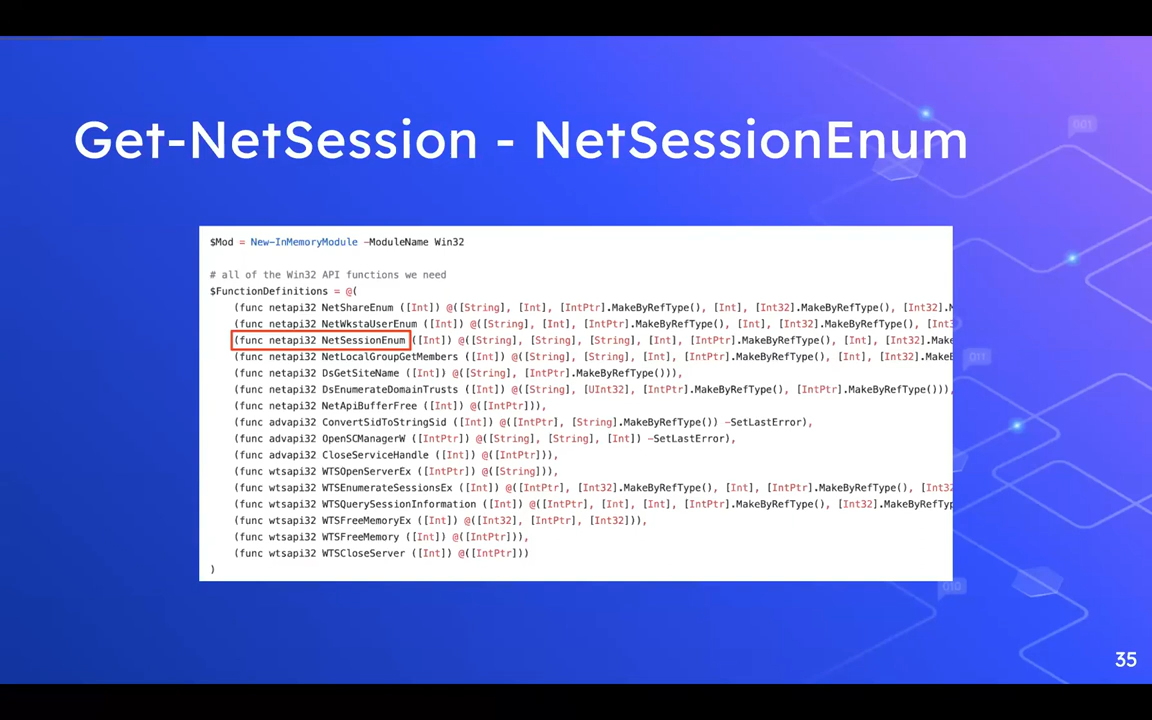 Get-NetSession - NetSessionEnum
$Mod = New-InMemoryModule -ModuleName Win32
# all of the Win32 API functions we need
$FunctionDefinitions = @(
(func netapi32 NetShareEnum ([Int]) @([String], [Int], [IntPtr].MakeByRefType(), [Int], [Int32].MakeByRefType(), [Int32].M
(func netapi32 NetWkstaUserEnum ([Int]) @([String], [Int], [IntPtr].MakeByRefType(), [Int], [Int32].MakeByRefType(), [Int3
(func netapi32 NetSessionEnum ([Int]) @([String], [String], [String], [Int], [IntPtr].MakeByRefType(), [Int], [Int32].Make
(func netapi32 NetLocalGroupGetMembers ([Int]) @([String], [String], [Int], [IntPtr].MakeByRefType(), [Int], [Int32].MakeB
(func netapi32 DsGetSiteName ([Int]) @([String], [IntPtr].MakeByRefType())),
(func netapi32 DsEnumerateDomainTrusts ([Int]) @([String], [UInt32], [IntPtr].MakeByRefType(), [IntPtr].MakeByRefType())),
(func netapi32 NetApiBufferFree ([Int]) @([IntPtr])),
(func advapi32 ConvertSidToStringSid ([Int]) @([IntPtr], [String].MakeByRefType()) -SetLastError),
(func advapi32 OpenSCManagerW ([IntPtr]) @([String], [String], [Int]) -SetLastError),
(func advapi32 CloseServiceHandle ([Int]) @([IntPtr])),
(func wtsapi32 WTSOpenServerEx ([IntPtr]) @([String])),
(func wtsapi32 WTSEnumerateSessionsEx ([Int]) @([IntPtr], [Int32].MakeByRefType(), [Int], [IntPtr].MakeByRefType(), [Int32
(func wtsapi32 WTSQuerySessionInformation ([Int]) @([IntPtr], [Int], [Int], [IntPtr].MakeByRefType(), [Int32].MakeByRefTyp
(func wtsapi32 WTSFreeMemoryEx ([Int]) @([Int32], [IntPtr], [Int32])),
(func wtsapi32 WTSFreeMemory ([Int]) @([IntPtr])),
(func wtsapi32 WTSCloseServer ([Int]) @([IntPtr]))
)
001
011
010
35